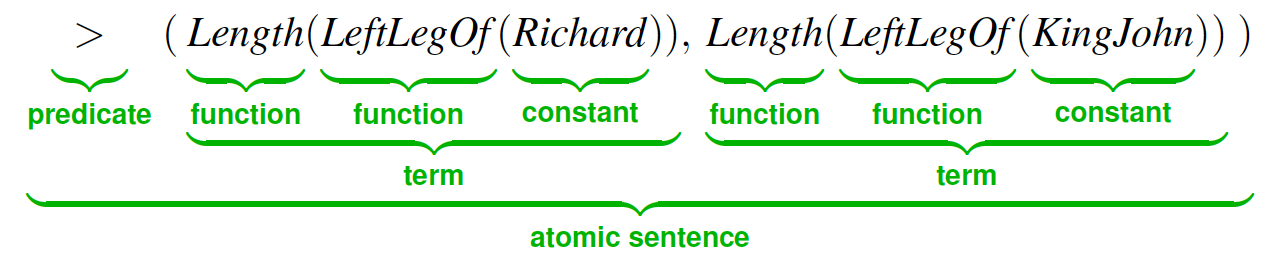 > ( Length(LeftLegOf(Richard)), Length(LeftLegOf(KingJohn)) )
predicate function function constant function function constant
term term
atomic sentence